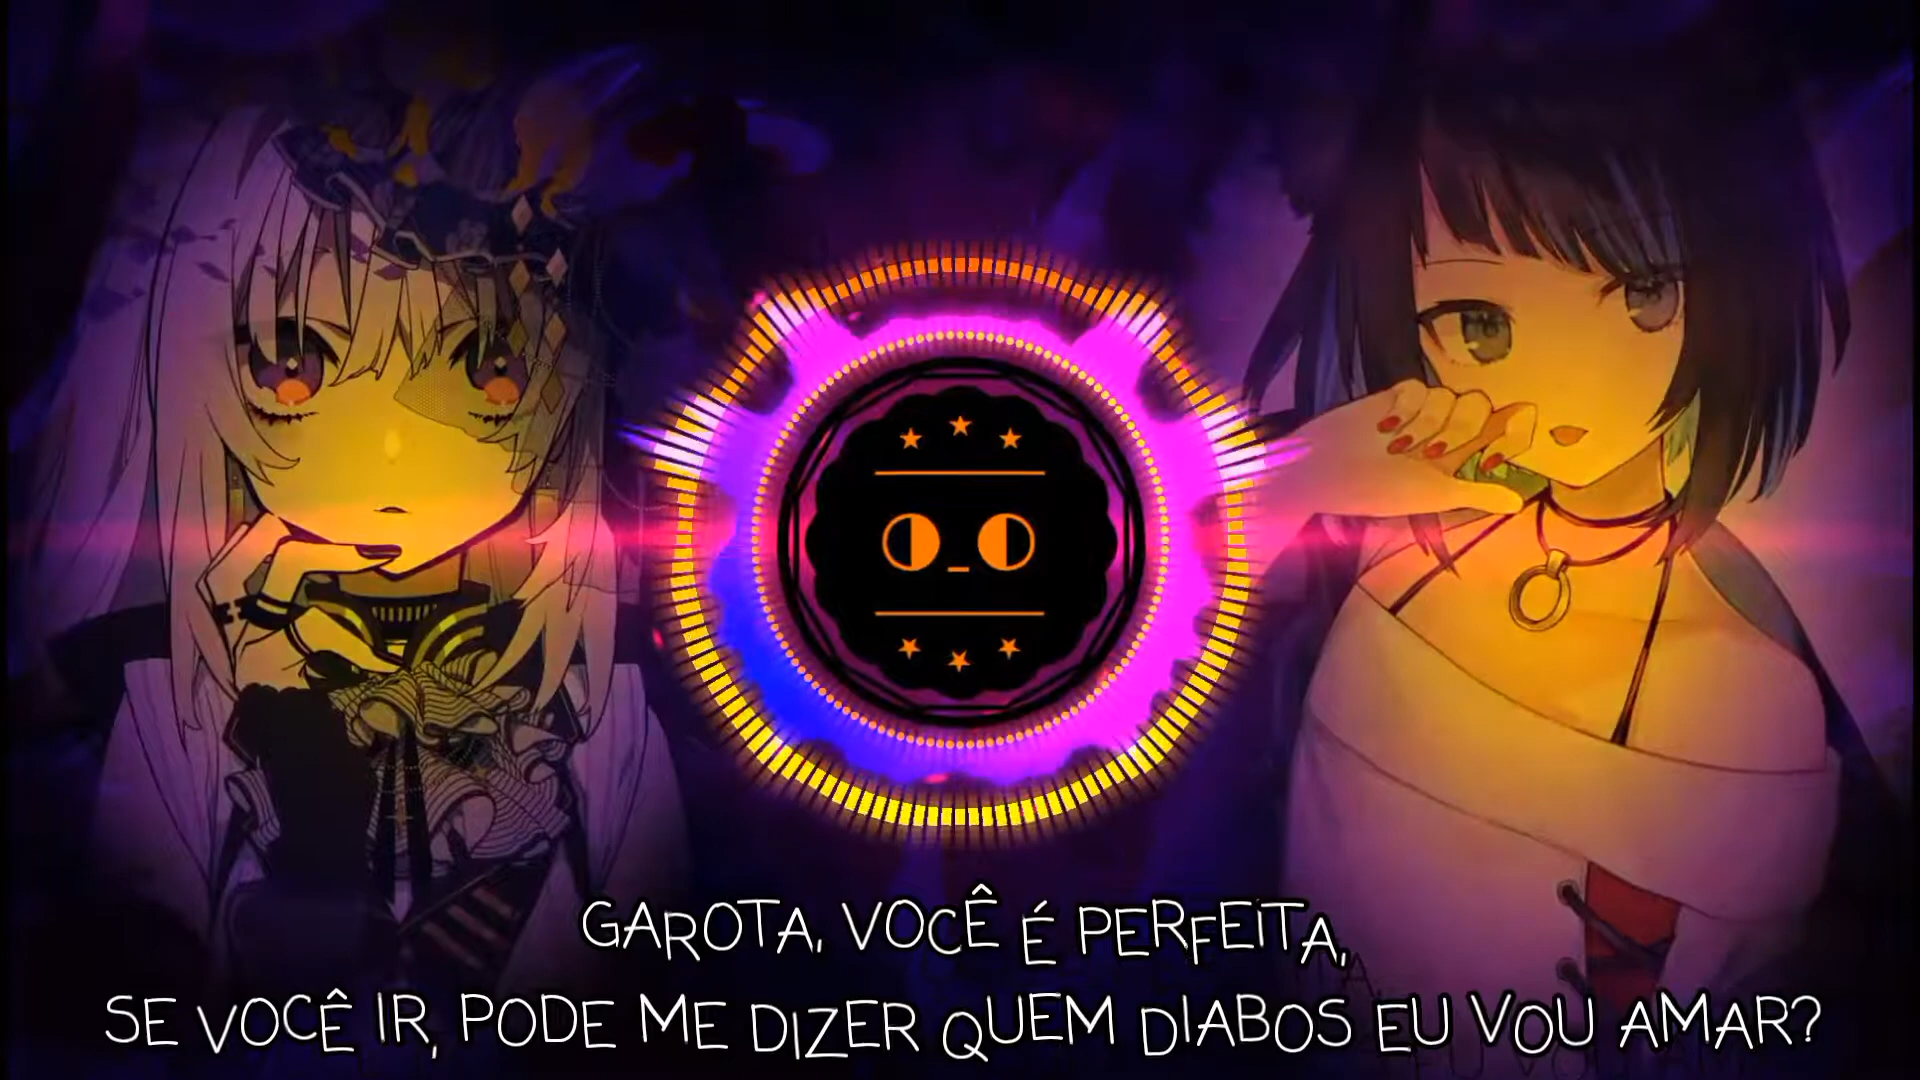 GAROTA, VOCÊ É PERFEITA,
SE VOCÊ IR, PODE ME DIZER QUEM DIABOS EU VOU AMAR?